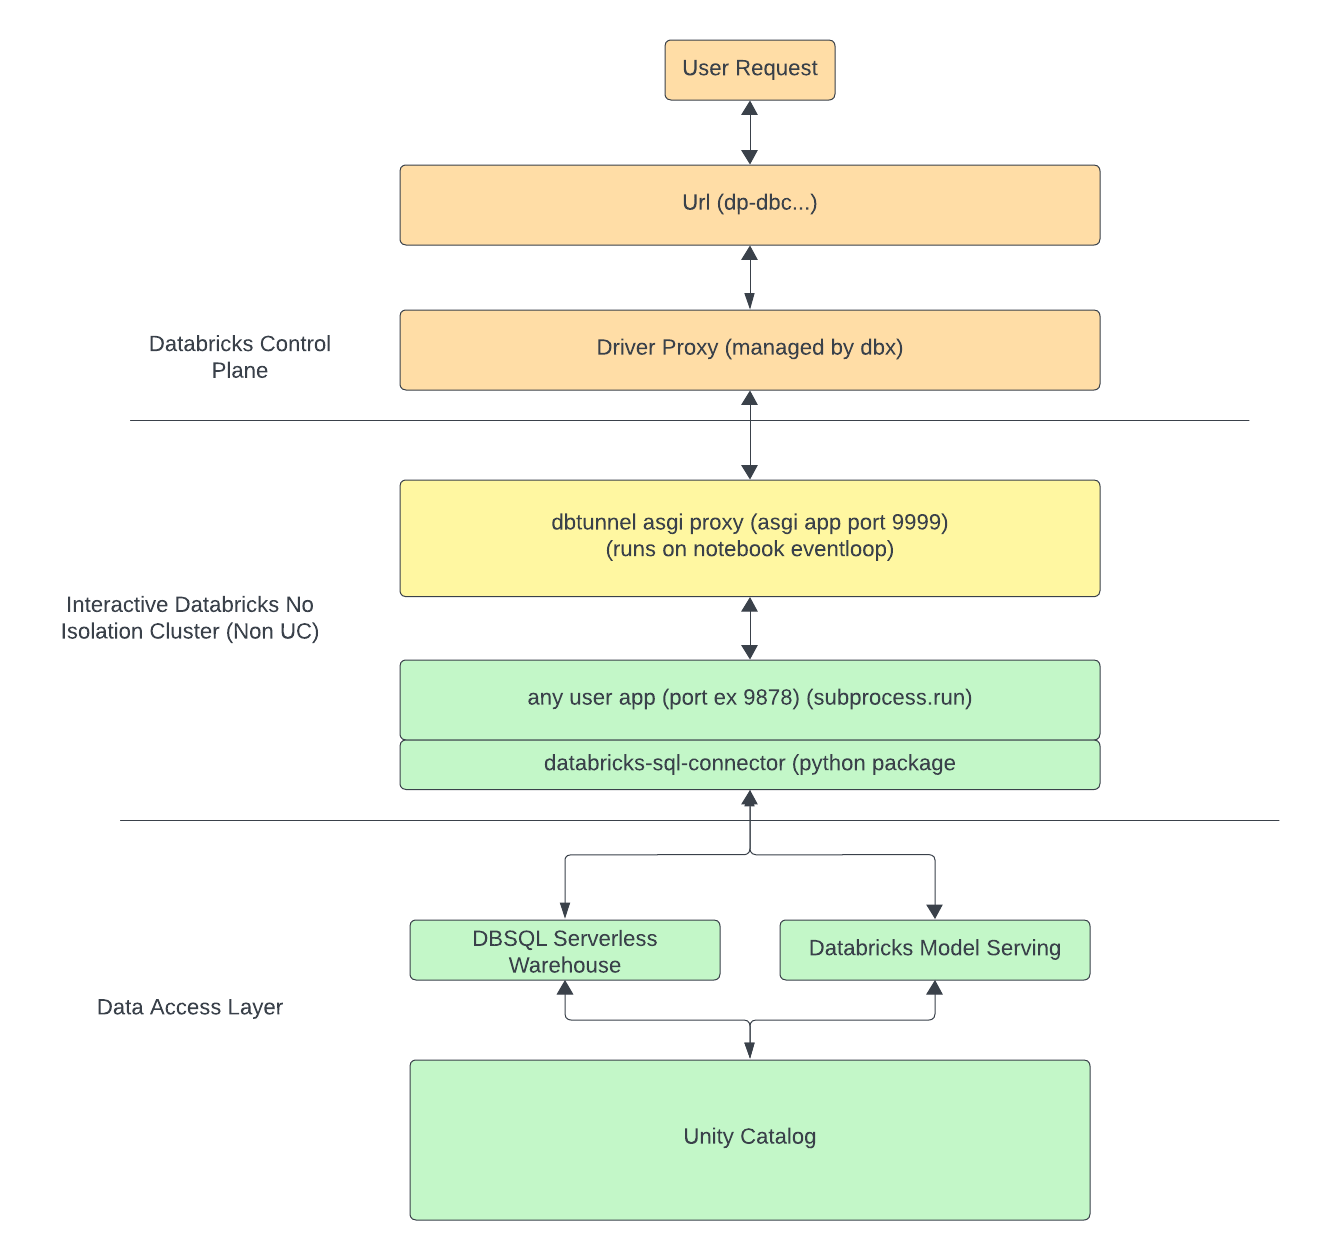 User Request
Url (dp-dbc...)
Databricks Control
Plane
Driver Proxy (managed by dbx)
dbtunnel asgi proxy (asgi app port 9999)
(runs on notebook eventloop)
Interactive Databricks No
Isolation Cluster (Non UC)
any user app (port ex 9878) (subprocess.run)
databricks-sql-connector (python package
DBSQL Serverless
Warehouse
Databricks Model Serving
Data Access Layer
Unity Catalog